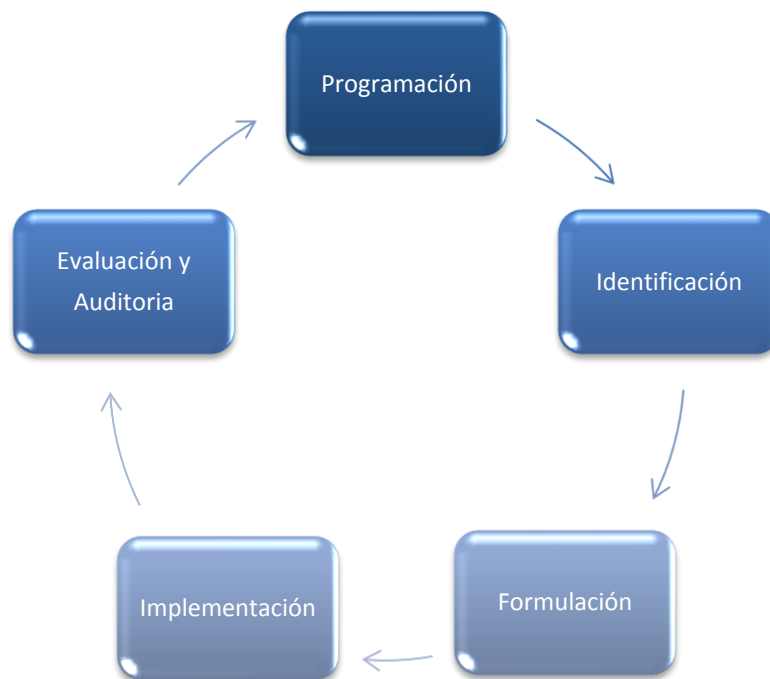 Programación
Identificación
Formulación
Implementación
Evaluación y
Auditoria